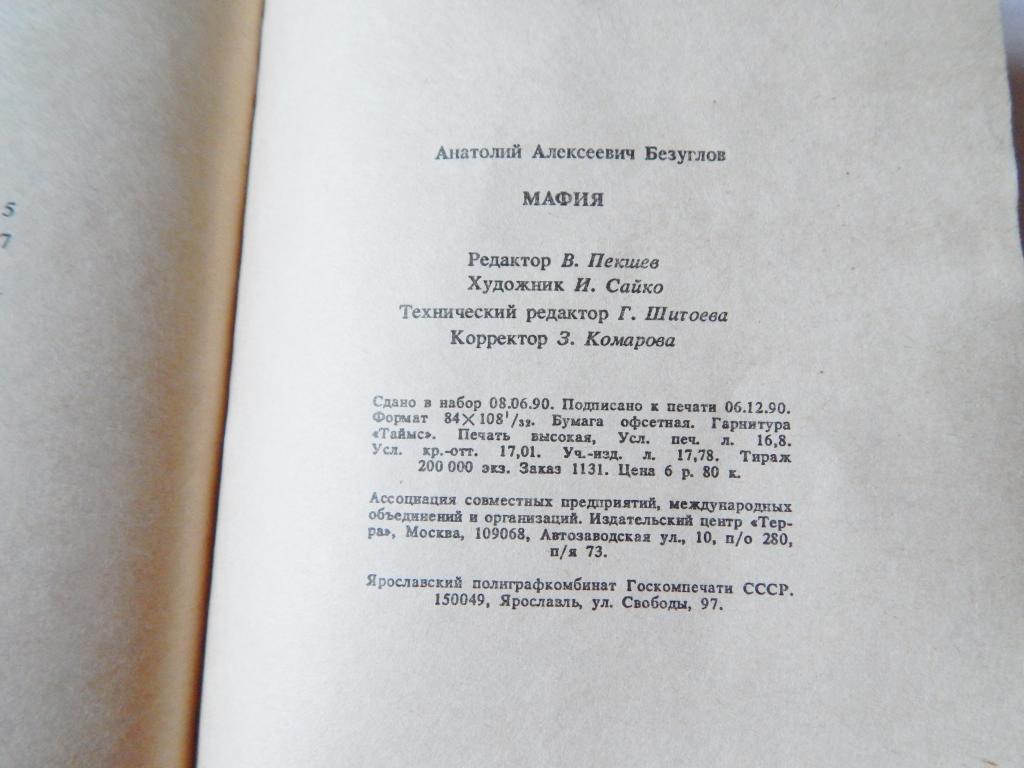 5
7
Анатолий Алексеевич Безуглов
МАФИЯ
Редактор В. Пекшев
Художник И. Сайко
Технический редактор Г. Шитоева
Корректор З. Комарова
Сдано в набор 08.06.90. Подписано к печати 06.12.90.
Формат 84×108¹/₃₂. Бумага офсетная. Гарнитура
«Таймс». Печать высокая, Усл. печ. л. 16,8.
Усл. кр.-отт. 17,01. Уч.-изд. л. 17,78. Тираж
200 000 экз. Заказ 1131. Цена 6 р. 80 к.
Ассоциация совместных предприятий, международных
объединений и организаций. Издательский центр «Тер-
ра», Москва, 109068, Автозаводская ул., 10, п/о 280,
п/я 73.
Ярославский полиграфкомбинат Госкомпечати СССР.
150049, Ярославль, ул. Свободы, 97.